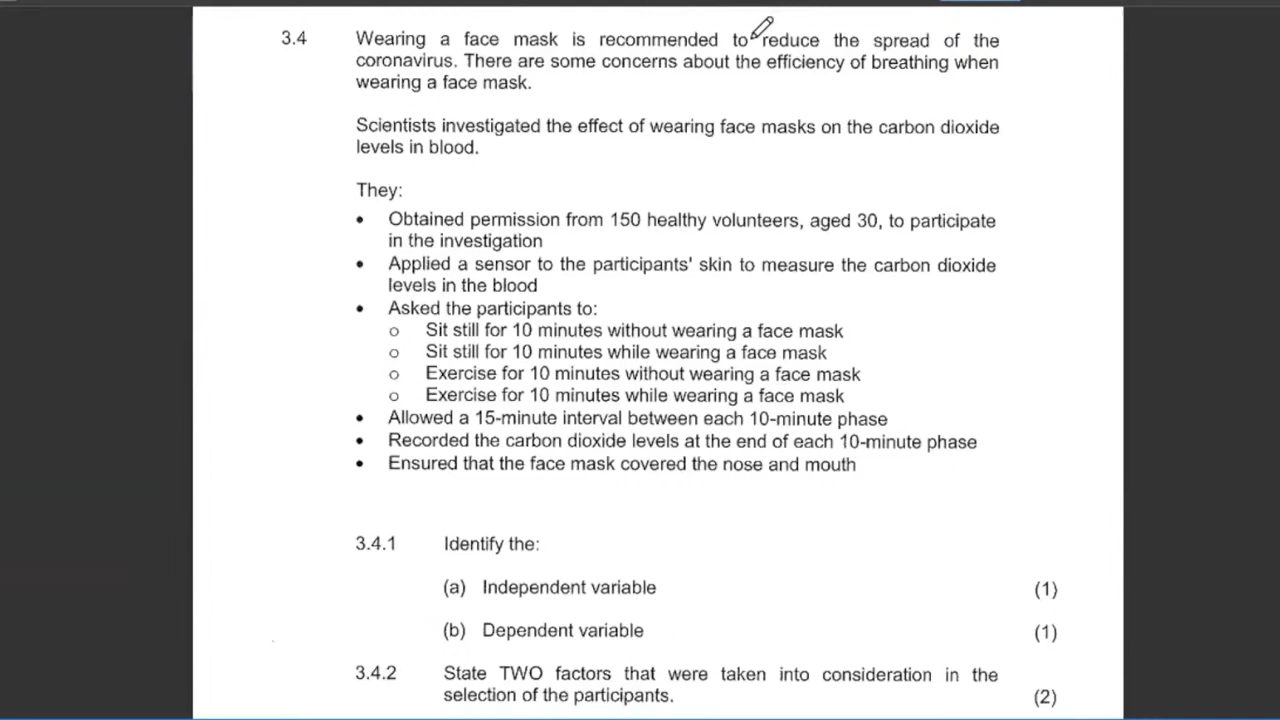 3.4 Wearing a face mask is recommended to reduce the spread of the
coronavirus. There are some concerns about the efficiency of breathing when
wearing a face mask.
Scientists investigated the effect of wearing face masks on the carbon dioxide
levels in blood.
They:
• Obtained permission from 150 healthy volunteers, aged 30, to participate
in the investigation
• Applied a sensor to the participants' skin to measure the carbon dioxide
levels in the blood
• Asked the participants to:
o Sit still for 10 minutes without wearing a face mask
o Sit still for 10 minutes while wearing a face mask
o Exercise for 10 minutes without wearing a face mask
o Exercise for 10 minutes while wearing a face mask
• Allowed a 15-minute interval between each 10-minute phase
• Recorded the carbon dioxide levels at the end of each 10-minute phase
• Ensured that the face mask covered the nose and mouth
3.4.1 Identify the:
(a) Independent variable (1)
(b) Dependent variable (1)
3.4.2 State TWO factors that were taken into consideration in the
selection of the participants. (2)